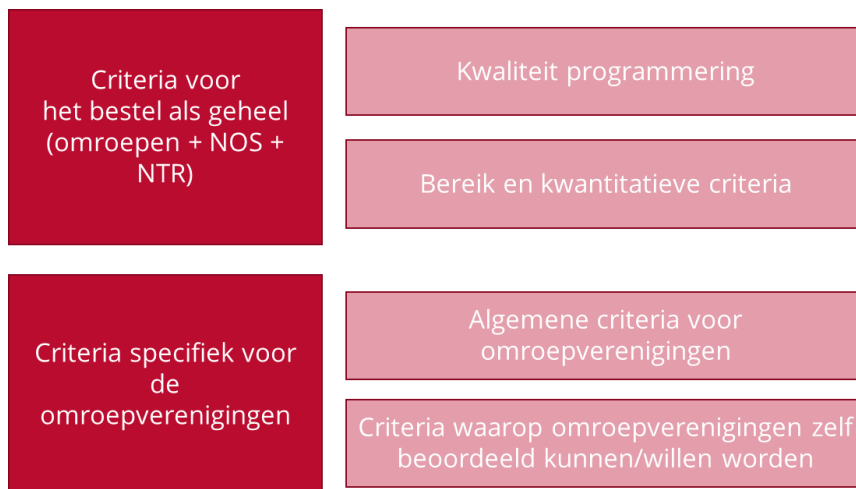 Criteria voor
het bestel als geheel
(omroepen + NOS +
NTR)
Kwaliteit programmering
Bereik en kwantitatieve criteria
Criteria specifiek voor
de
omroepverenigingen
Algemene criteria voor
omroepverenigingen
Criteria waarop omroepverenigingen zelf
beoordeeld kunnen/willen worden